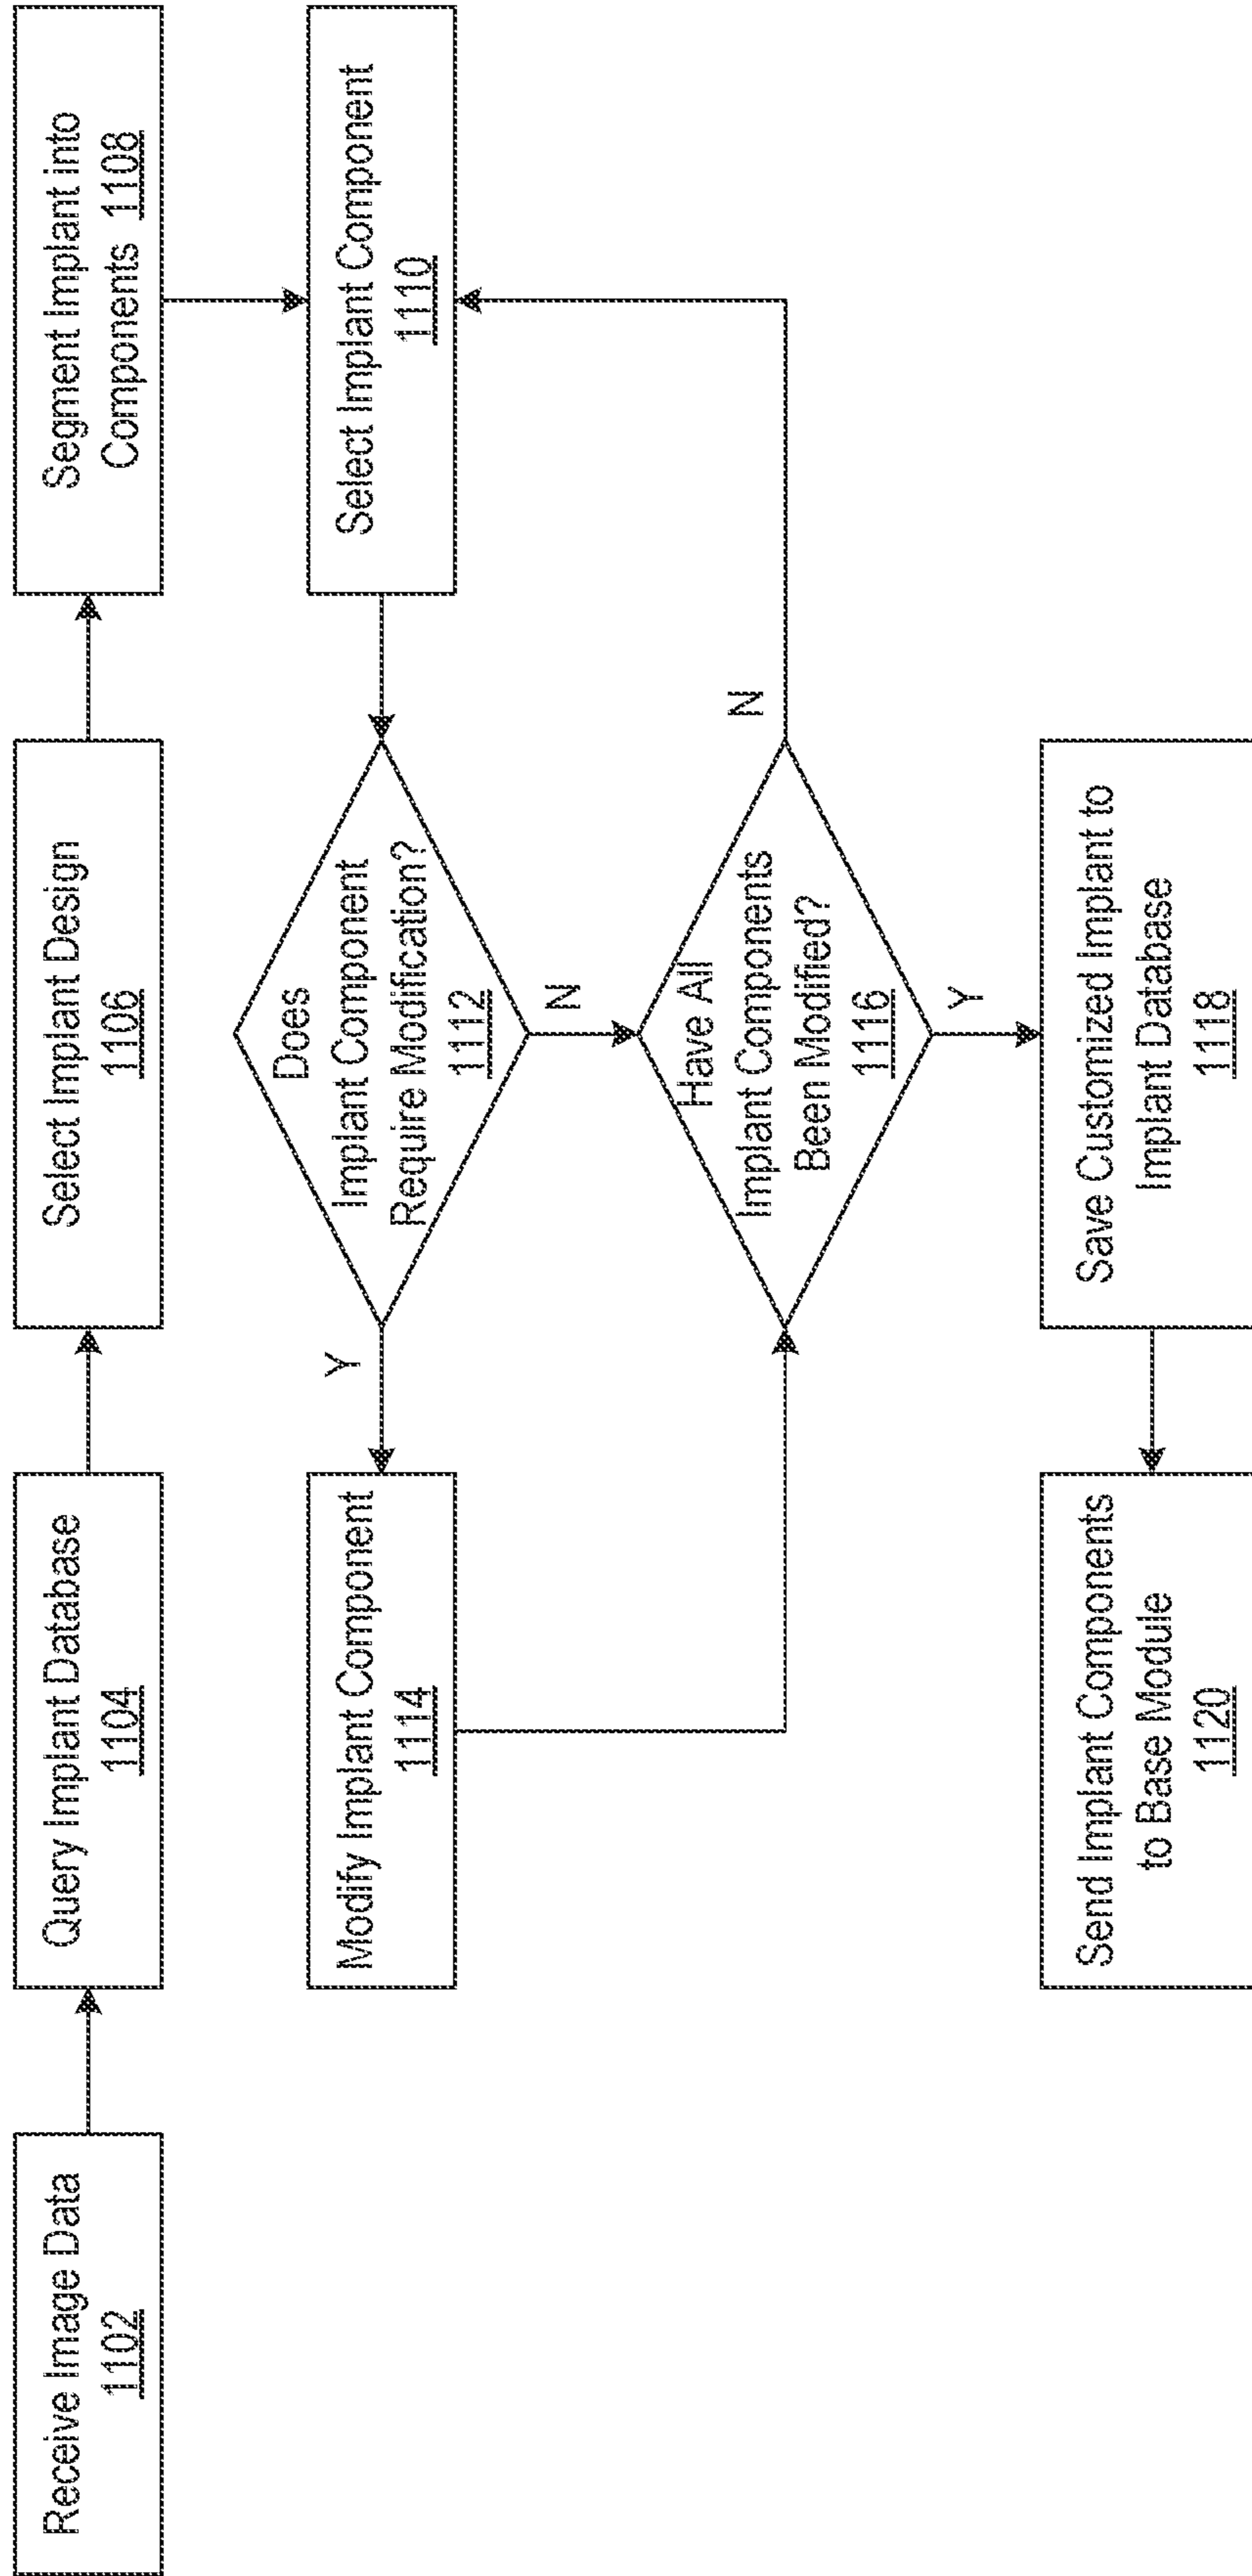 Receive Image Data
1102
Query Implant Database
1104
Select Implant Design
1106
Segment Implant into
Components 1108
Select Implant Component
1110
Does
Implant Component
Require Modification?
1112
Y
N
Modify Implant Component
1114
Have All
Implant Components
Been Modified?
1116
N
Y
Save Customized Implant to
Implant Database
1118
Send Implant Components
to Base Module
1120